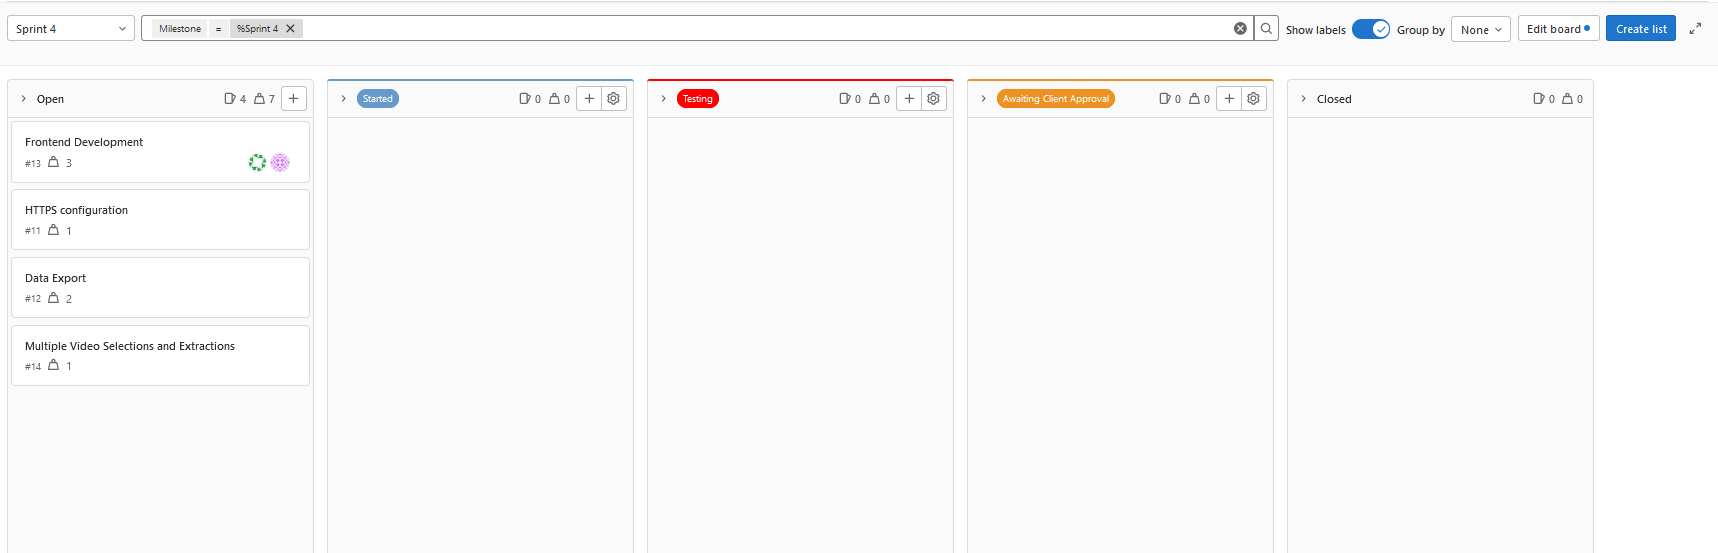 Sprint 4
Milestone = %Sprint 4
Show labels
Group by
None
Edit board
Create list
Open 4 7
Started 0 0
Testing 0 0
Awaiting Client Approval 0 0
Closed 0 0
Frontend Development
#13 3
HTTPS configuration
#11 1
Data Export
#12 2
Multiple Video Selections and Extractions
#14 1